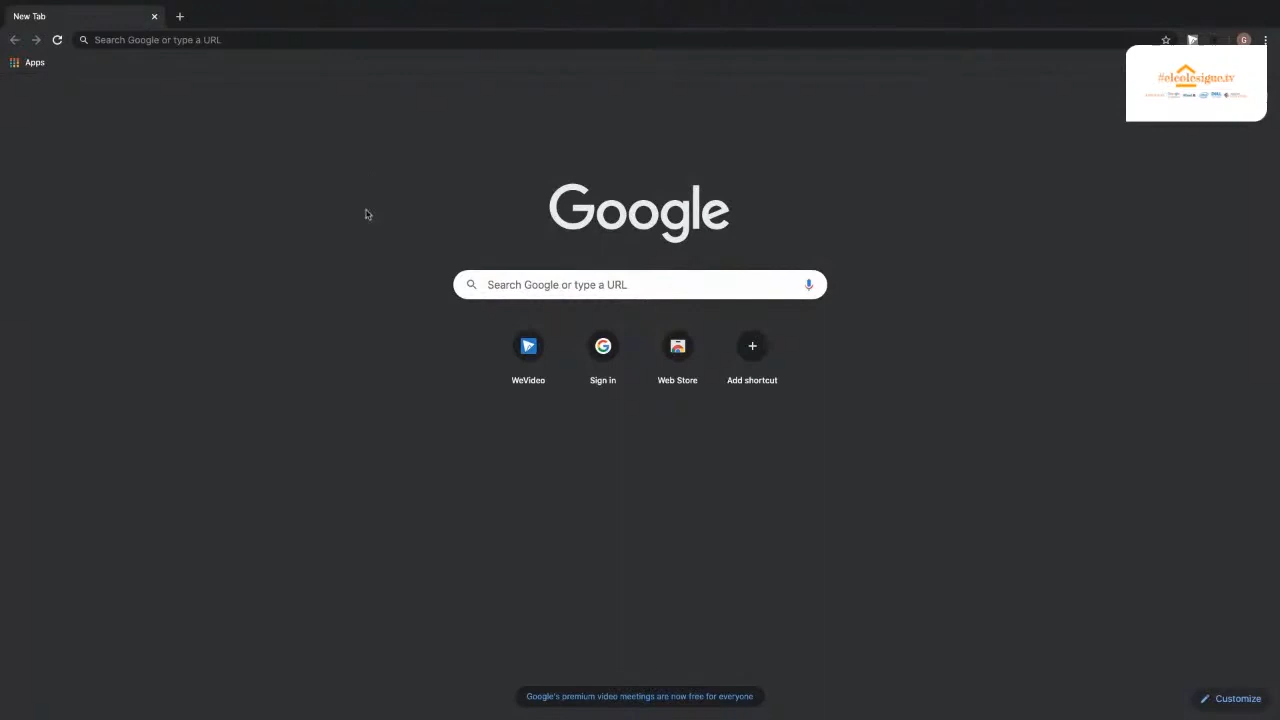 New Tab
Search Google or type a URL
G
Apps
#elcolesigue.tv
Google
Search Google or type a URL
WeVideo
Sign in
Web Store
Add shortcut
Google's premium video meetings are now free for everyone
Customize